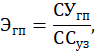 Э_гп = СУ_гп / СС_уз,